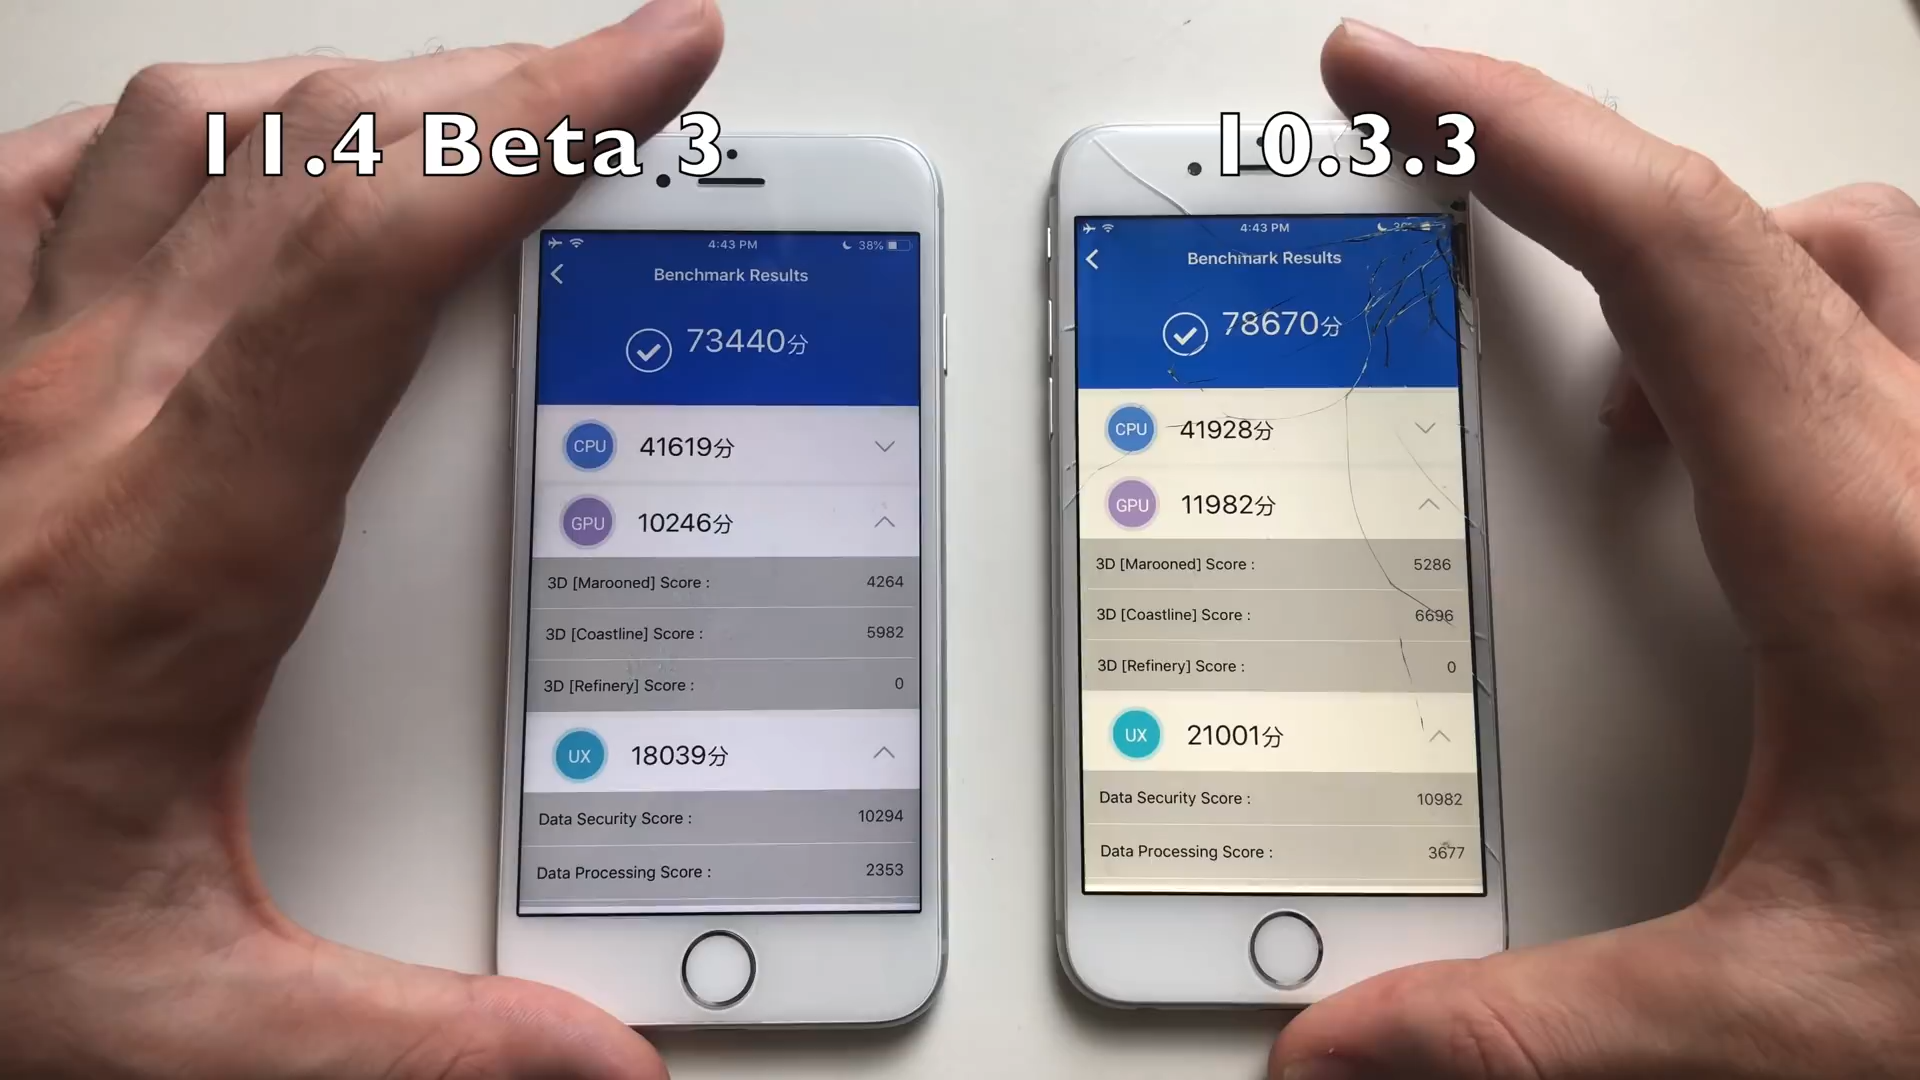 11.4 Beta 3
4:43 PM
38%
Benchmark Results
73440分
CPU
41619分
GPU
10246分
3D [Marooned] Score :
4264
3D [Coastline] Score :
5982
3D [Refinery] Score :
0
UX
18039分
Data Security Score :
10294
Data Processing Score :
2353
10.3.3
4:43 PM
Benchmark Results
78670分
CPU
41928分
GPU
11982分
3D [Marooned] Score :
5286
3D [Coastline] Score :
6696
3D [Refinery] Score :
0
UX
21001分
Data Security Score :
10982
Data Processing Score :
3677